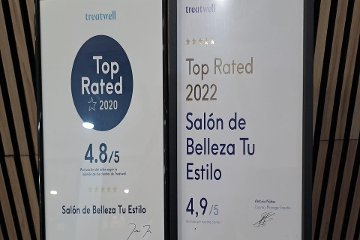 treatwell
Top
Rated
2020
4.8/5
Salón de Belleza Tu Estilo
treatwell
Top Rated
2022
Salón de
Belleza Tu
Estilo
4,9/5